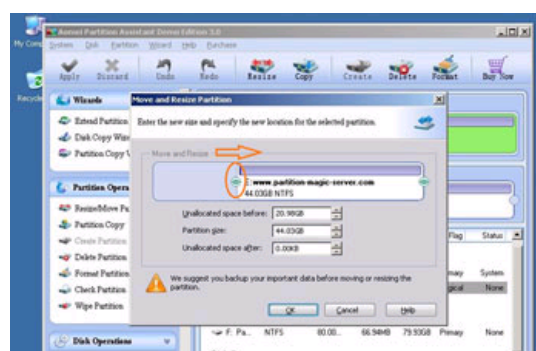 Aomei Partition Assistant Server Edition 3.0
My Comp
System Disk Partition Wizard Help Purchase
Apply Discard Undo Redo Resize Copy Create Delete Format Buy Now
Recycle
Wizards
Move and Resize Partition
Enter the new size and specify the new location for the selected partition.
Extend Partition
Disk Copy Wiza
Partition Copy W
Move and Resize
www.partition-magic-server.com
44.03GB NTFS
Partition Opera
Unallocated space before: 20.98GB
Resize/Move Pa
Partition size: 44.03GB
Partition Copy
Unallocated space after: 0.00KB
Flag Status
Create Partition
Delete Partition
Format Partition
mary System
We suggest you backup your important data before moving or resizing the
partition.
Check Partition
gical None
Wipe Partition
OK Cancel Help
F: Pa... NTFS 80.00... 66.94MB 79.93GB Primary None
Disk Operations